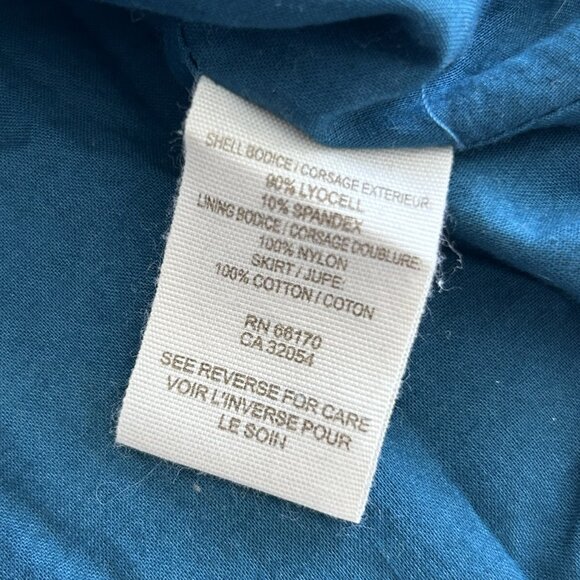 SHELL BODICE / CORSAGE EXTERIEUR
90% LYOCELL
10% SPANDEX
LINING BODICE / CORSAGE DOUBLURE:
100% NYLON
SKIRT / JUPE:
100% COTTON / COTON
RN 66170
CA 32054
SEE REVERSE FOR CARE
VOIR L'INVERSE POUR
LE SOIN